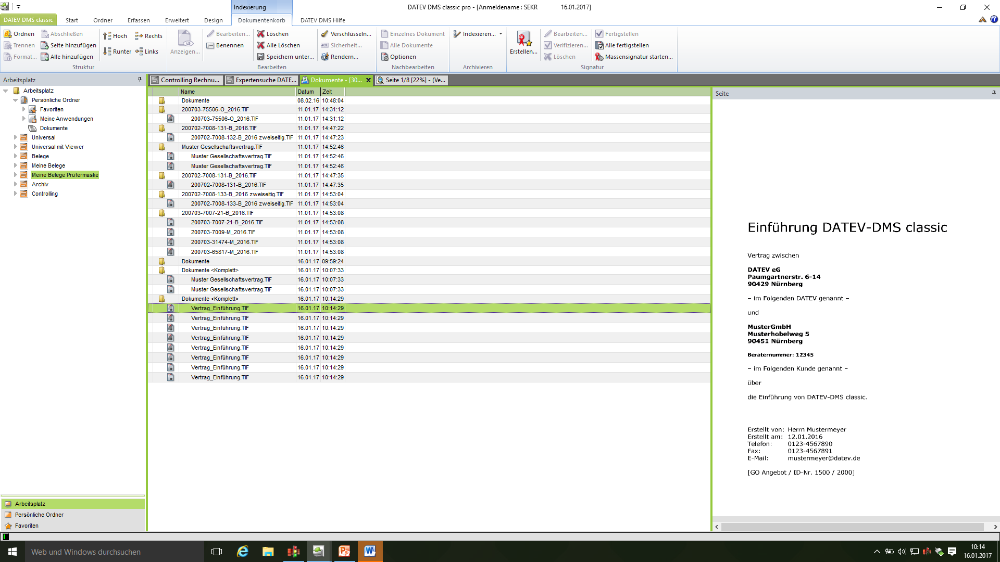 Indexierung
DATEV DMS classic pro - [Anmeldename : SEKR 16.01.2017]
DATEV DMS classic Start Ordner Erfassen Erweitert Design Dokumentenkorb DATEV DMS Hilfe
Ordnen Abschließen Hoch Rechts Bearbeiten... Löschen Verschlüsseln... Einzelnes Dokument Indexieren... Bearbeiten... Fertigstellen
Trennen Seite hinzufügen Anzeigen... Benennen Alle Löschen Sicherheit... Alle Dokumente Erstellen... Verifizieren... Alle fertigstellen
Format... Alle hinzufügen Runter Links Speichern unter... Rendern... Optionen Löschen Massensignatur starten...
Struktur Bearbeiten Nachbearbeiten Archivieren Signatur
Arbeitsplatz
Arbeitsplatz
Persönliche Ordner
Favoriten
Meine Anwendungen
Dokumente
Universal
Universal mit Viewer
Belege
Meine Belege
Meine Belege Prüfermaske
Archiv
Controlling
Arbeitsplatz
Persönliche Ordner
Favoriten
Controlling Rechnu... Expertensuche DATE... Dokumente - [30... Seite 1/8 [22%] - (Ve...
Name Datum Zeit
Dokumente 08.02.16 10:48:04
200703-75506-O_2016.TIF 11.01.17 14:31:12
200703-75506-O_2016.TIF 11.01.17 14:31:12
200702-7008-131-B_2016.TIF 11.01.17 14:47:22
200702-7008-132-B_2016 zweiseitig.TIF 11.01.17 14:47:23
Muster Gesellschaftsvertrag.TIF 11.01.17 14:52:46
Muster Gesellschaftsvertrag.TIF 11.01.17 14:52:46
Muster Gesellschaftsvertrag.TIF 11.01.17 14:52:46
200702-7008-131-B_2016.TIF 11.01.17 14:47:35
200702-7008-131-B_2016.TIF 11.01.17 14:47:35
200702-7008-133-B_2016 zweiseitig.TIF 11.01.17 14:53:04
200702-7008-133-B_2016 zweiseitig.TIF 11.01.17 14:53:04
200703-7007-21-B_2016.TIF 11.01.17 14:53:08
200703-7007-21-B_2016.TIF 11.01.17 14:53:08
200703-7009-M_2016.TIF 11.01.17 14:53:08
200703-31474-M_2016.TIF 11.01.17 14:53:08
200703-65817-M_2016.TIF 11.01.17 14:53:08
Dokumente 16.01.17 09:59:24
Dokumente <Komplett> 16.01.17 10:07:33
Muster Gesellschaftsvertrag.TIF 16.01.17 10:07:33
Muster Gesellschaftsvertrag.TIF 16.01.17 10:07:33
Dokumente <Komplett> 16.01.17 10:14:29
Vertrag_Einführung.TIF 16.01.17 10:14:29
Vertrag_Einführung.TIF 16.01.17 10:14:29
Vertrag_Einführung.TIF 16.01.17 10:14:29
Vertrag_Einführung.TIF 16.01.17 10:14:29
Vertrag_Einführung.TIF 16.01.17 10:14:29
Vertrag_Einführung.TIF 16.01.17 10:14:29
Vertrag_Einführung.TIF 16.01.17 10:14:29
Vertrag_Einführung.TIF 16.01.17 10:14:29
Seite
Einführung DATEV-DMS classic
Vertrag zwischen
DATEV eG
Paumgartnerstr. 6-14
90429 Nürnberg
– im Folgenden DATEV genannt –
und
MusterGmbH
Musterhobelweg 5
90451 Nürnberg
Beraternummer: 12345
– im Folgenden Kunde genannt –
über
die Einführung von DATEV-DMS classic.
Erstellt von: Herrn Mustermeyer
Erstellt am: 12.01.2016
Telefon: 0123-4567890
Fax: 0123-4567891
E-Mail: mustermeyer@datev.de
[GO Angebot / ID-Nr. 1500 / 2000]
Web und Windows durchsuchen
10:14
16.01.2017